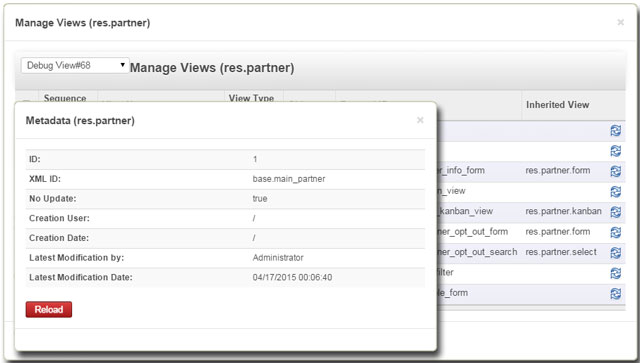 Manage Views (res.partner) ×
Debug View#68 Manage Views (res.partner)
Sequence View Type Inherited View
Metadata (res.partner) ×
ID: 1
XML ID: base.main_partner
er_info_form res.partner.form
No Update: true
n_view
Creation User: /
_kanban_view res.partner.kanban
Creation Date: /
ner_opt_out_form res.partner.form
Latest Modification by: Administrator
ner_opt_out_search res.partner.select
Latest Modification Date: 04/17/2015 00:06:40
filter
le_form
Reload